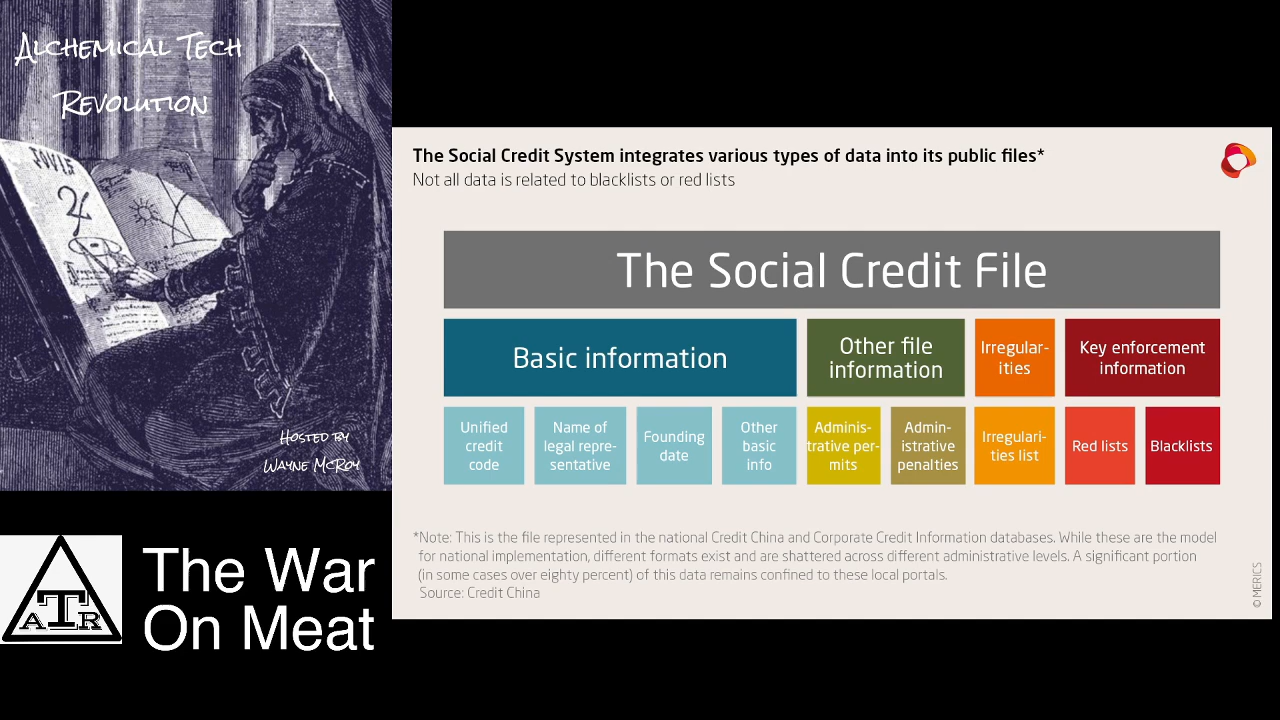 Alchemical Tech
Revolution
Hosted by
Wayne McRoy
ATR
The War
On Meat
The Social Credit System integrates various types of data into its public files*
Not all data is related to blacklists or red lists
The Social Credit File
Basic information
Other file
information
Irregular-
ities
Key enforcement
information
Unified
credit
code
Name of
legal repre-
sentative
Founding
date
Other
basic
info
Adminis-
trative per-
mits
Admin-
istrative
penalties
Irregulari-
ties list
Red lists
Blacklists
*Note: This is the file represented in the national Credit China and Corporate Credit Information databases. While these are the model
for national implementation, different formats exist and are shattered across different administrative levels. A significant portion
(in some cases over eighty percent) of this data remains confined to these local portals.
Source: Credit China
© MERICS